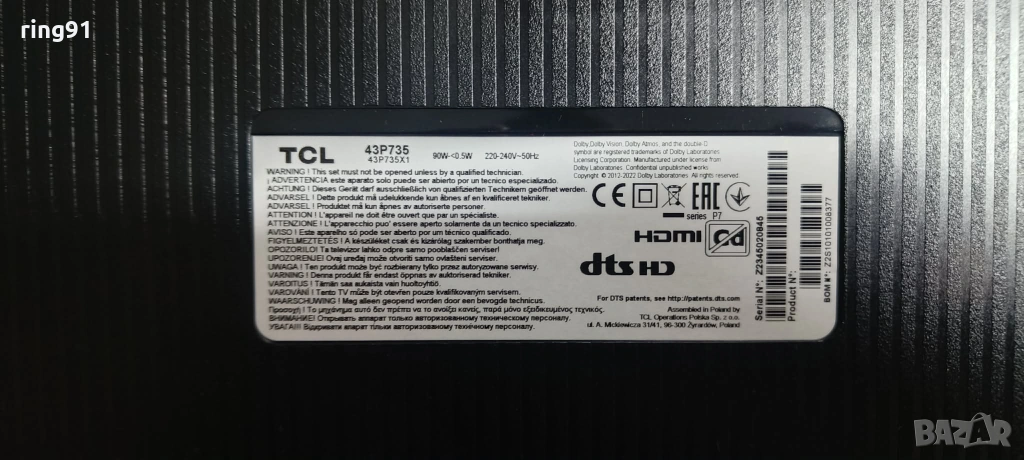 ring91
TCL 43P735
43P735X1
90W-<0.5W 220-240V~50Hz
WARNING ! This set must not be opened unless by a qualified technician.
¡ ADVERTENCIA este aparato solo puede ser abierto por un tecnico especializado.
ACHTUNG ! Dieses Gerät darf ausschließlich von qualifizierten Technikern geöffnet werden.
ADVARSEL ! Dette produkt må kun åbnes af en kvalificeret tekniker.
ADVARSEL ! Produktet må kun åpnes av autoriserte personer.
ATTENTION ! L'appareil ne doit être ouvert que par un spécialiste.
ATTENZIONE ! L'apparecchio puo' essere aperto solamente da un tecnico specializzato.
AVISO ! Este aparelho só pode ser aberto por um técnico especializado.
FIGYELMEZTETÉS ! A készüléket csak és kizárólag szakember bonthatja meg.
OPOZORILO! Ta televizor lahko odpre samo pooblaščeni serviser!
UPOZORENJE! Ovaj uređaj može otvoriti samo ovlašteni serviser.
UWAGA ! Ten produkt może być rozbierany tylko przez autoryzowane serwisy.
VARNING ! Denna produkt får endast öppnas av auktoriserad tekniker.
VAROITUS ! Tämän saa aukaista vain huoltoyhtiö.
VAROVÁNÍ ! Tento TV může být otevřen pouze kvalifikovaným servisem.
WAARSCHUWING ! Mag alleen geopend worden door een bevoegde technicus.
Προσοχή ! Το μηχάνημα αυτό δεν πρέπει να το ανοίξει κανείς, παρά μόνο εξειδικευμένος τεχνικός.
ВНИМАНИЕ! Открывать аппарат только авторизованному техническому персоналу.
УВАГА! Відкривати апарат тільки авторизованному технічному персоналу.
Dolby, Dolby Vision, Dolby Atmos, and the double-D
symbol are registered trademarks of Dolby Laboratories
Licensing Corporation. Manufactured under license from
Dolby Laboratories. Confidential unpublished works
Copyright © 2012-2022 Dolby Laboratories. All rights reserved.
CE EAC
series P7
HDMI
dts HD
For DTS patents, see http://patents.dts.com
Assembled in Poland by
TCL Operations Polska Sp. z o.o.
ul. A. Mickiewicza 31/41, 96-300 Żyrardów, Poland
Serial N°: Z2345020845
Product N°:
BOM #: Z2S10101008377
BAZAR